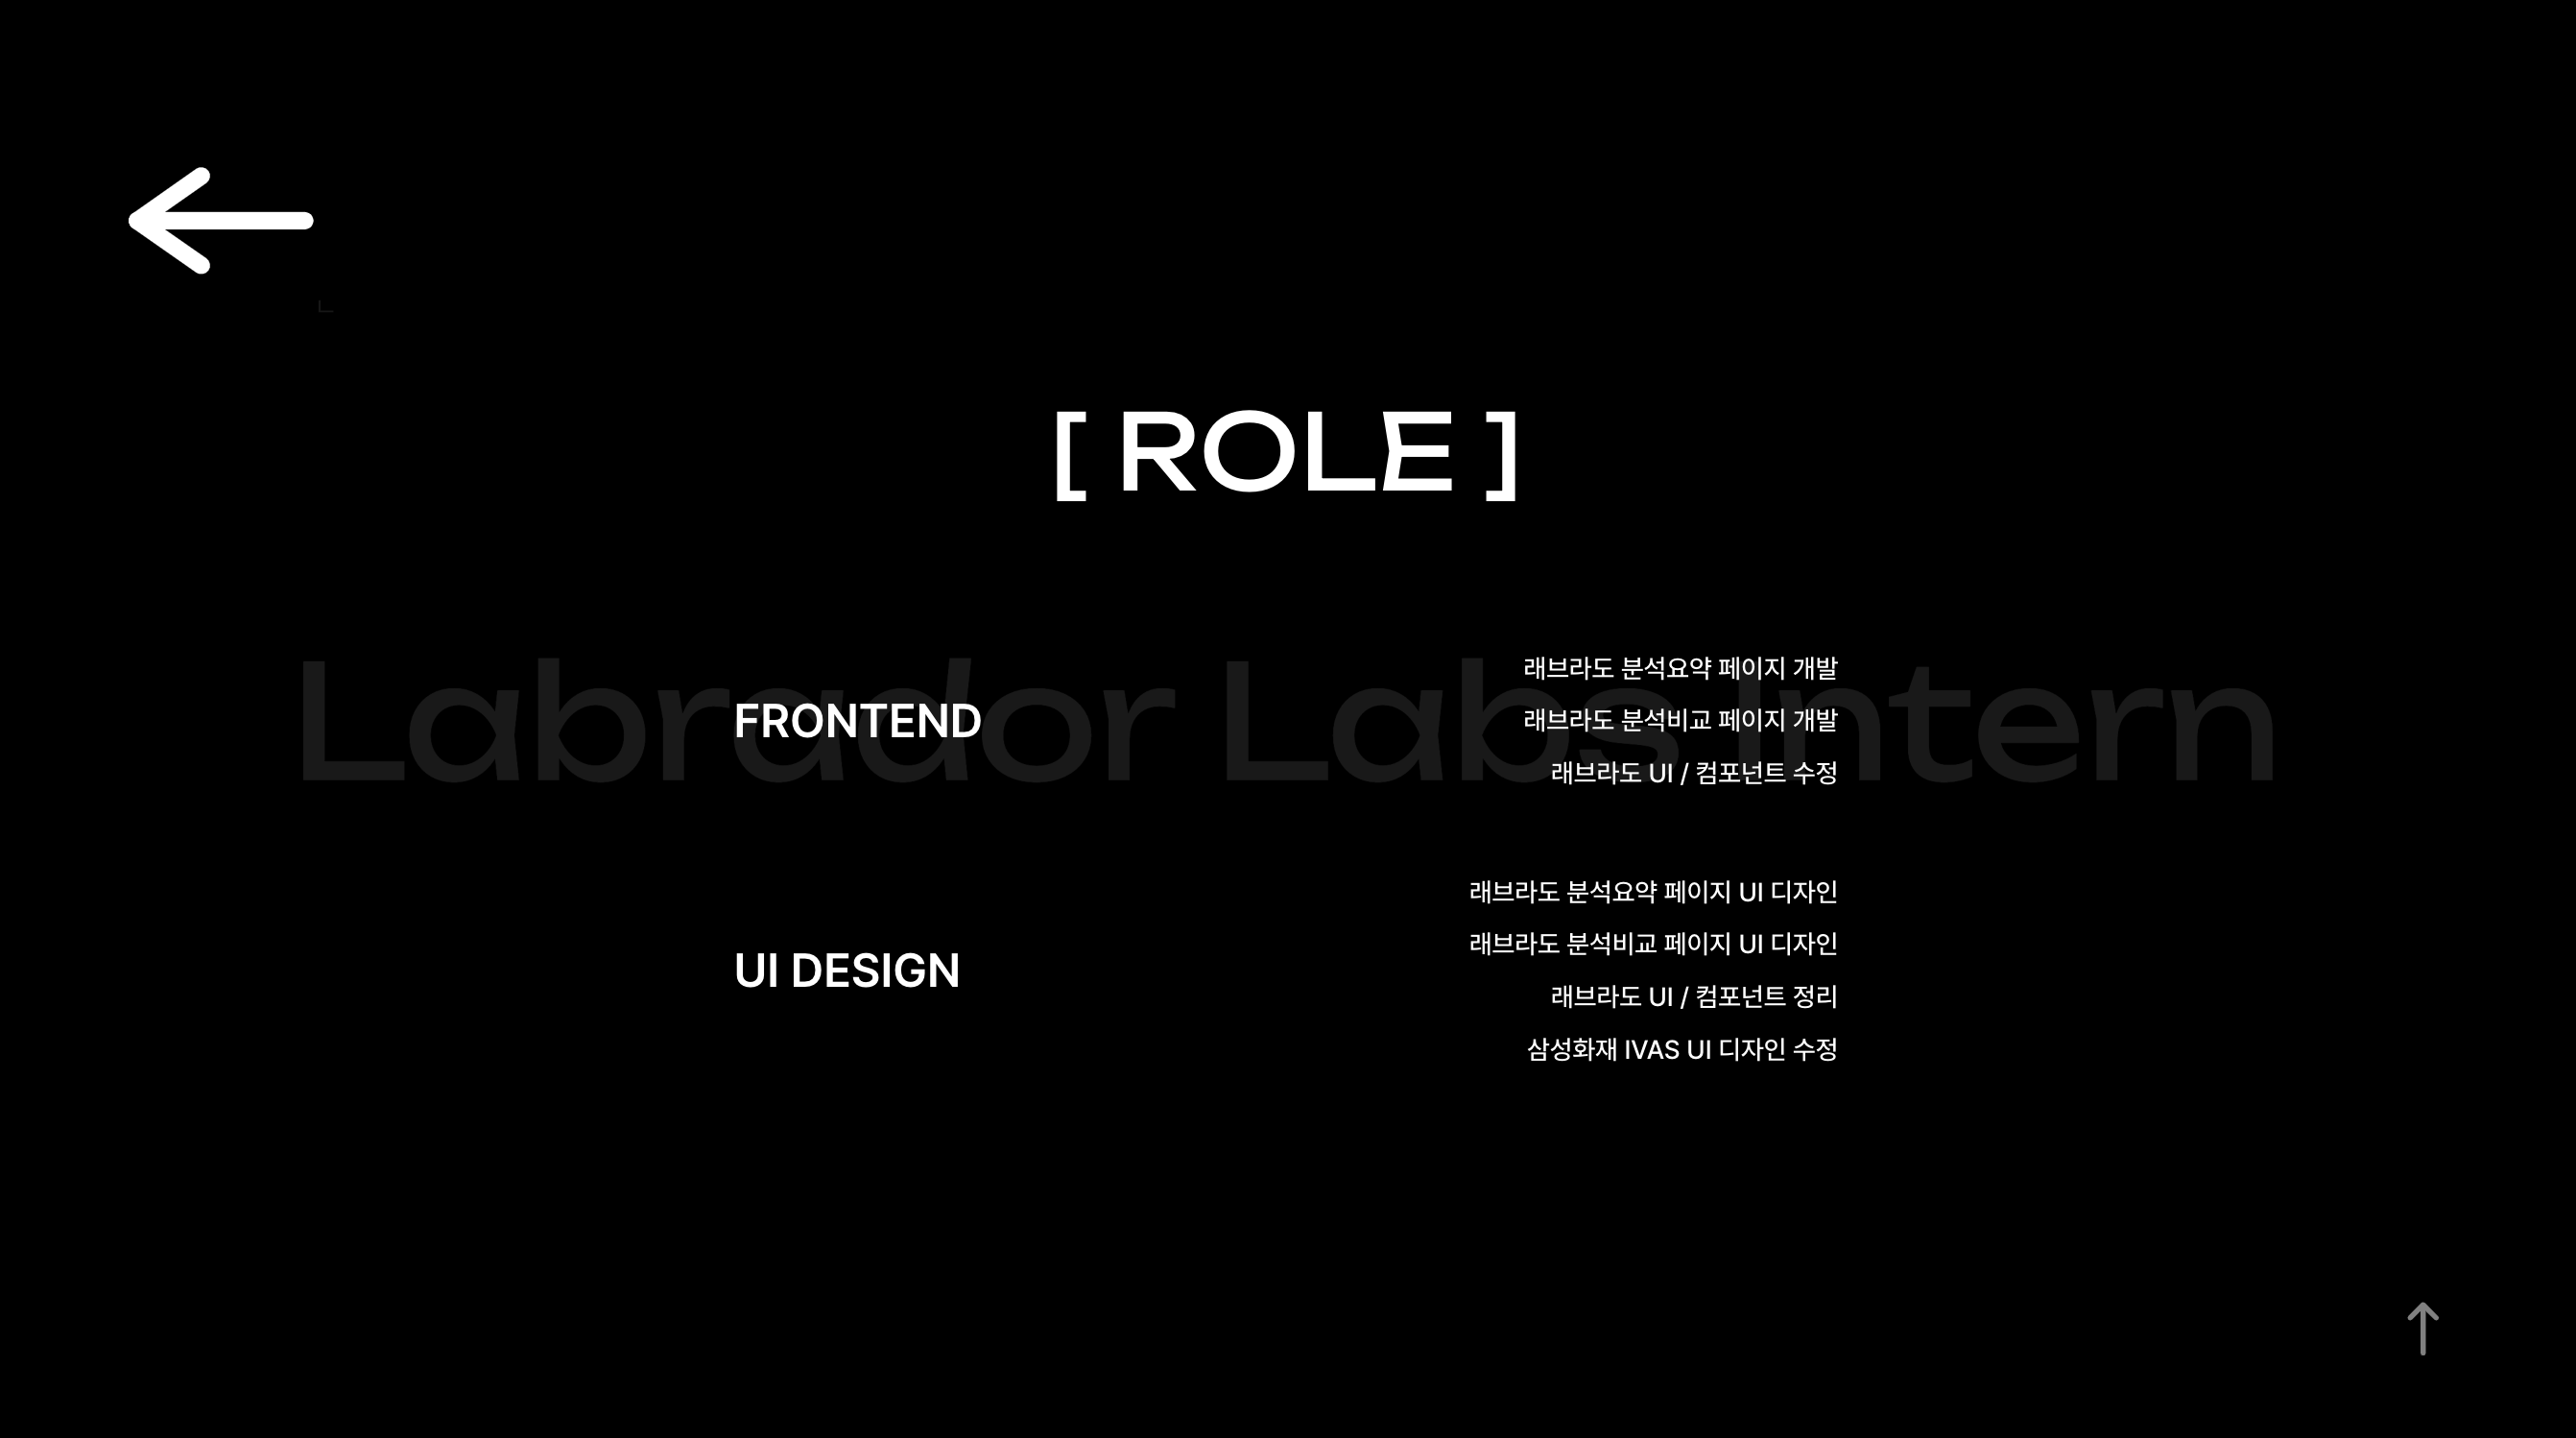 [ ROLE ]
Labrador Labs Intern
FRONTEND
래브라도 분석요약 페이지 개발
래브라도 분석비교 페이지 개발
래브라도 UI / 컴포넌트 수정
UI DESIGN
래브라도 분석요약 페이지 UI 디자인
래브라도 분석비교 페이지 UI 디자인
래브라도 UI / 컴포넌트 정리
삼성화재 IVAS UI 디자인 수정